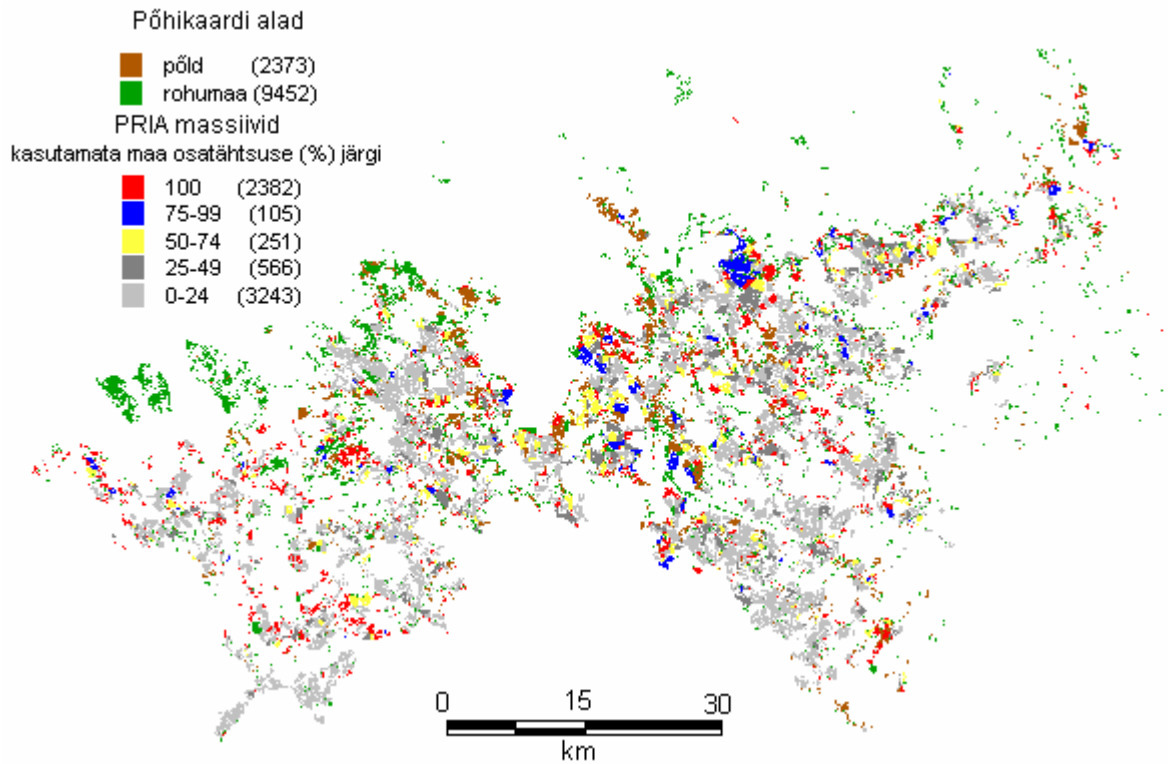 Põhikaardi alad
põld (2373)
rohumaa (9452)
PRIA massiivid
kasutamata maa osatähtsuse (%) järgi
100 (2382)
75-99 (105)
50-74 (251)
25-49 (566)
0-24 (3243)
0 15 30
km